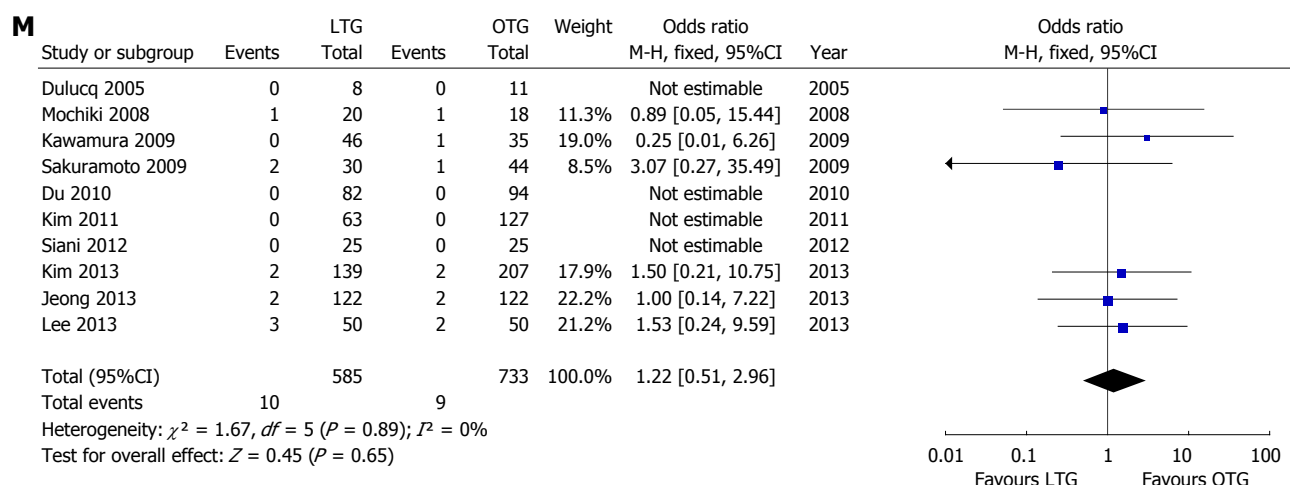 M
LTG OTG Weight Odds ratio Odds ratio
Study or subgroup Events Total Events Total M-H, fixed, 95%CI Year M-H, fixed, 95%CI
Dulucq 2005 0 8 0 11 Not estimable 2005
Mochiki 2008 1 20 1 18 11.3% 0.89 [0.05, 15.44] 2008
Kawamura 2009 0 46 1 35 19.0% 0.25 [0.01, 6.26] 2009
Sakuramoto 2009 2 30 1 44 8.5% 3.07 [0.27, 35.49] 2009
Du 2010 0 82 0 94 Not estimable 2010
Kim 2011 0 63 0 127 Not estimable 2011
Siani 2012 0 25 0 25 Not estimable 2012
Kim 2013 2 139 2 207 17.9% 1.50 [0.21, 10.75] 2013
Jeong 2013 2 122 2 122 22.2% 1.00 [0.14, 7.22] 2013
Lee 2013 3 50 2 50 21.2% 1.53 [0.24, 9.59] 2013
Total (95%CI) 585 733 100.0% 1.22 [0.51, 2.96]
Total events 10 9
Heterogeneity: χ² = 1.67, df = 5 (P = 0.89); I² = 0%
Test for overall effect: Z = 0.45 (P = 0.65)
0.01 0.1 1 10 100
Favours LTG Favours OTG